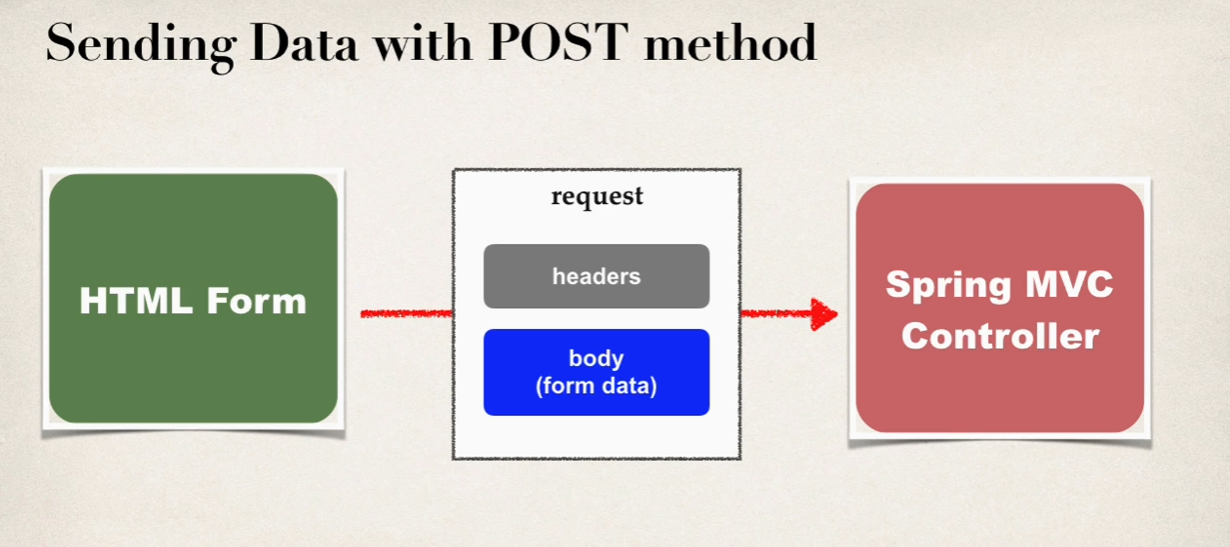 Sending Data with POST method
HTML Form
request
headers
body
(form data)
Spring MVC
Controller